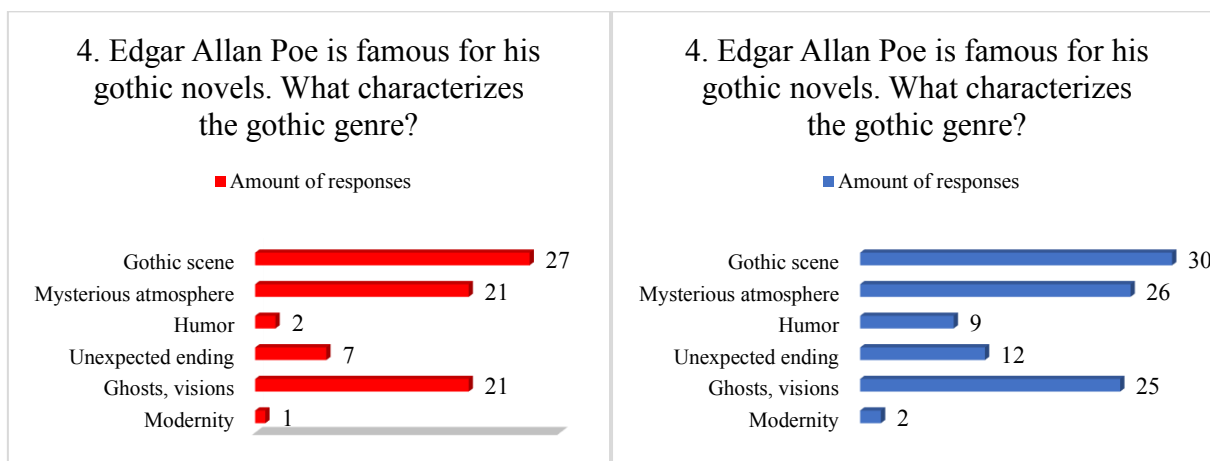 4. Edgar Allan Poe is famous for his
gothic novels. What characterizes
the gothic genre?
Amount of responses
Gothic scene 27
Mysterious atmosphere 21
Humor 2
Unexpected ending 7
Ghosts, visions 21
Modernity 1
4. Edgar Allan Poe is famous for his
gothic novels. What characterizes
the gothic genre?
Amount of responses
Gothic scene 30
Mysterious atmosphere 26
Humor 9
Unexpected ending 12
Ghosts, visions 25
Modernity 2